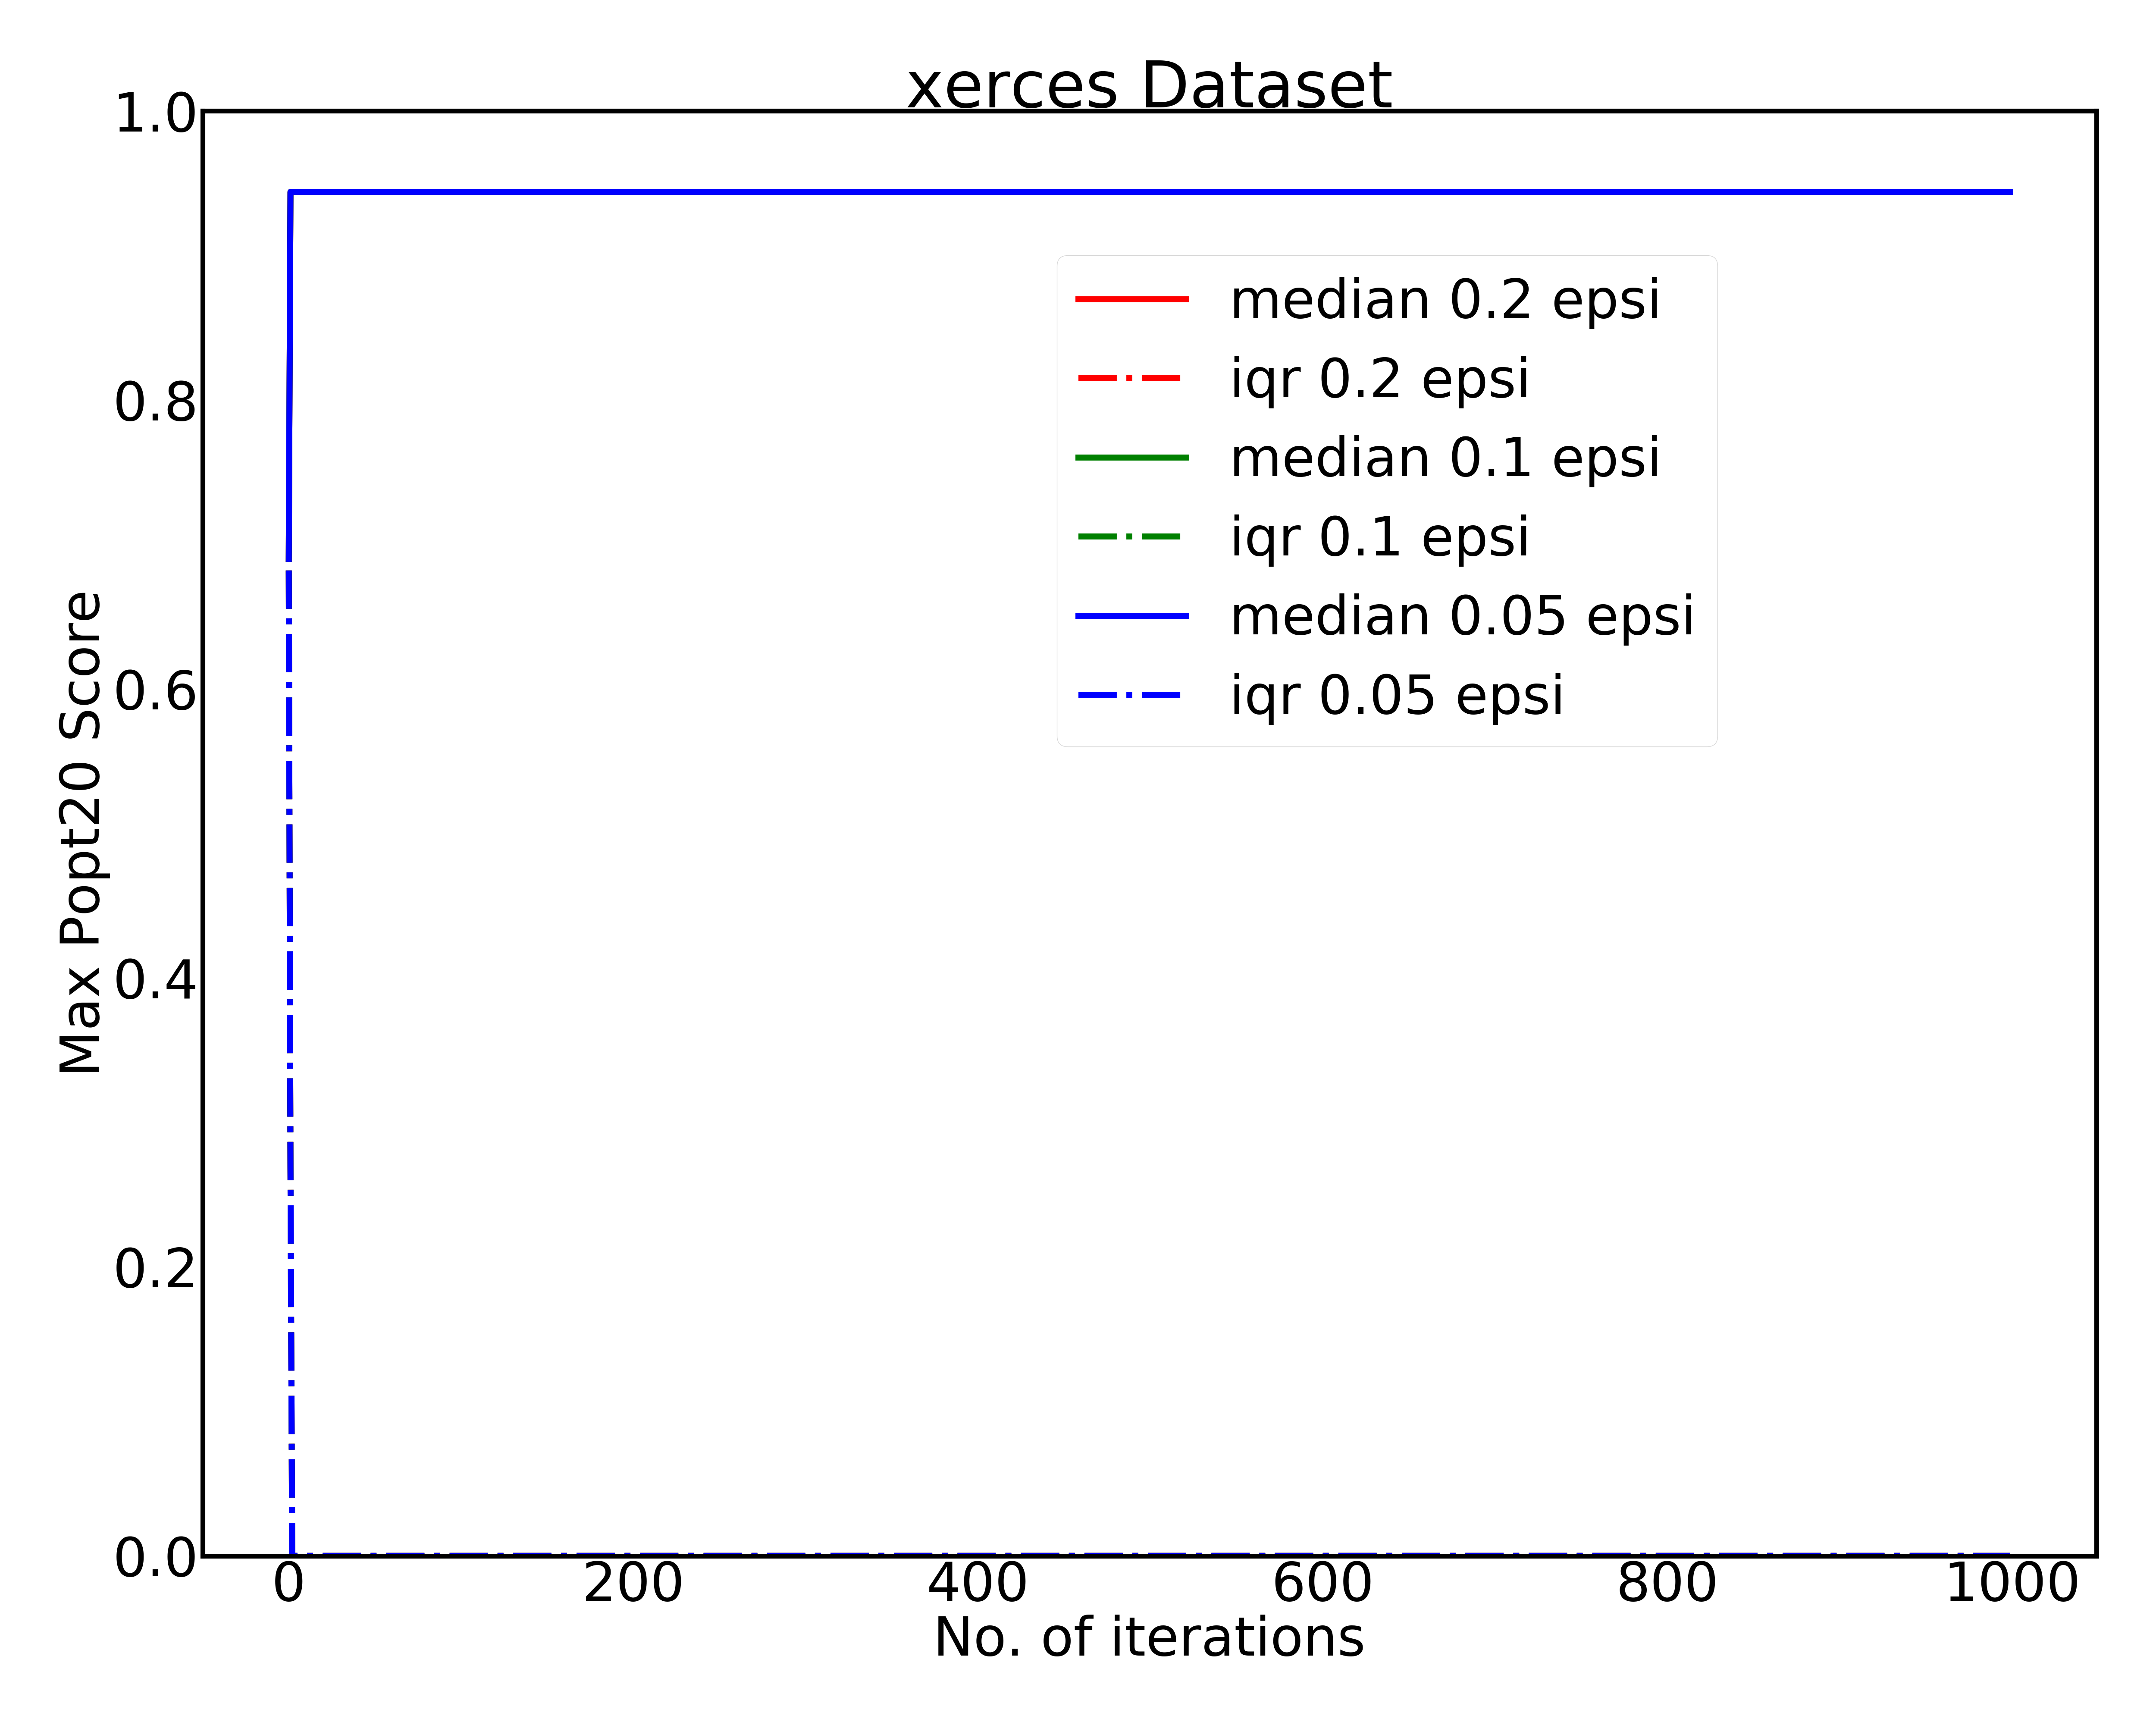 xerces Dataset
1.0
0.8
0.6
0.4
0.2
0.0
Max Popt20 Score
median 0.2 epsi
iqr 0.2 epsi
median 0.1 epsi
iqr 0.1 epsi
median 0.05 epsi
iqr 0.05 epsi
0 200 400 600 800 1000
No. of iterations